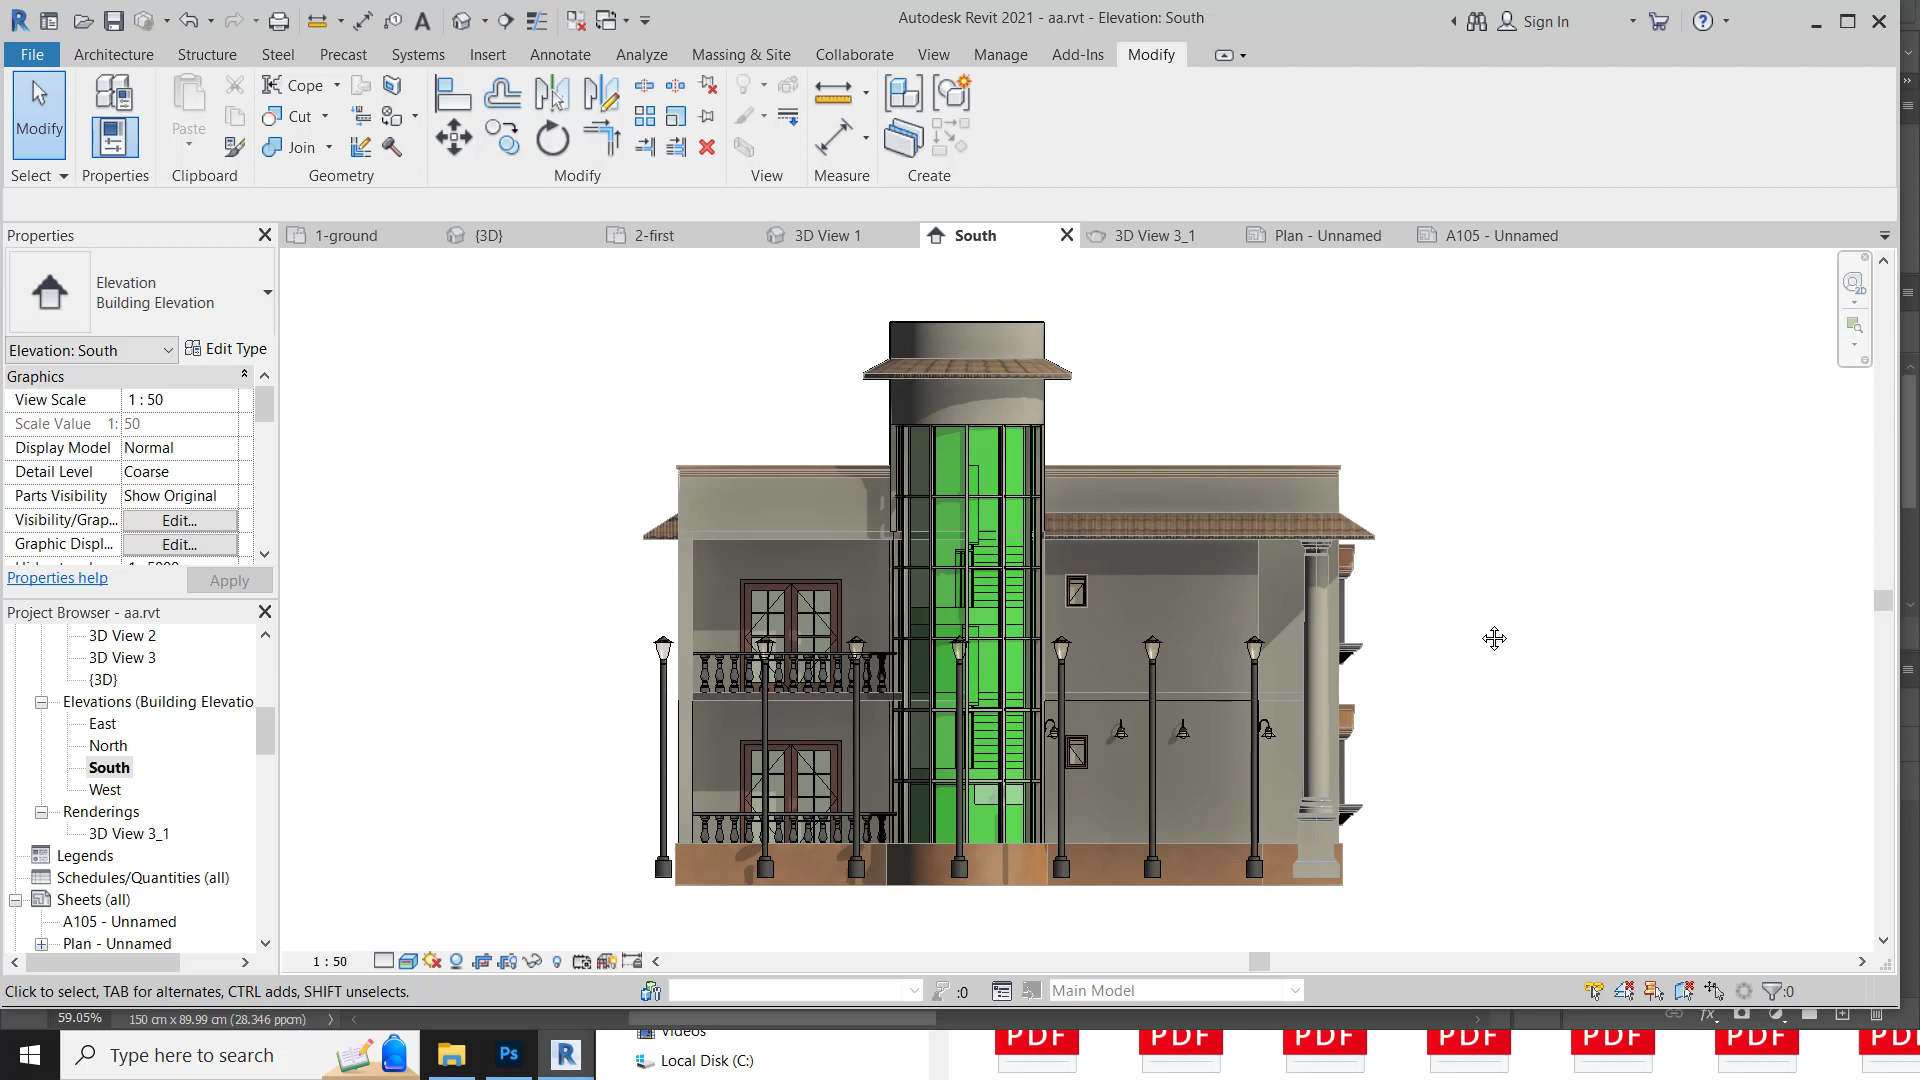 Autodesk Revit 2021 - aa.rvt - Elevation: South
Sign In
File
Architecture
Structure
Steel
Precast
Systems
Insert
Annotate
Analyze
Massing & Site
Collaborate
View
Manage
Add-Ins
Modify
Modify
Cope
Cut
Join
Paste
Select
Properties
Clipboard
Geometry
Modify
View
Measure
Create
Properties
1-ground
{3D}
2-first
3D View 1
South
3D View 3_1
Plan - Unnamed
A105 - Unnamed
Elevation
Building Elevation
Elevation: South
Edit Type
Graphics
View Scale
1 : 50
Scale Value 1:
50
Display Model
Normal
Detail Level
Coarse
Parts Visibility
Show Original
Visibility/Grap...
Edit...
Graphic Displ...
Edit...
Properties help
Apply
Project Browser - aa.rvt
3D View 2
3D View 3
{3D}
Elevations (Building Elevatio
East
North
South
West
Renderings
3D View 3_1
Legends
Schedules/Quantities (all)
Sheets (all)
A105 - Unnamed
Plan - Unnamed
2D
1 : 50
Click to select, TAB for alternates, CTRL adds, SHIFT unselects.
:0
Main Model
:0
59.05%
150 cm x 89.99 cm (28.346 ppcm)
fx
Type here to search
Ps
R
Videos
Local Disk (C:)
PDF
PDF
PDF
PDF
PDF
PDF